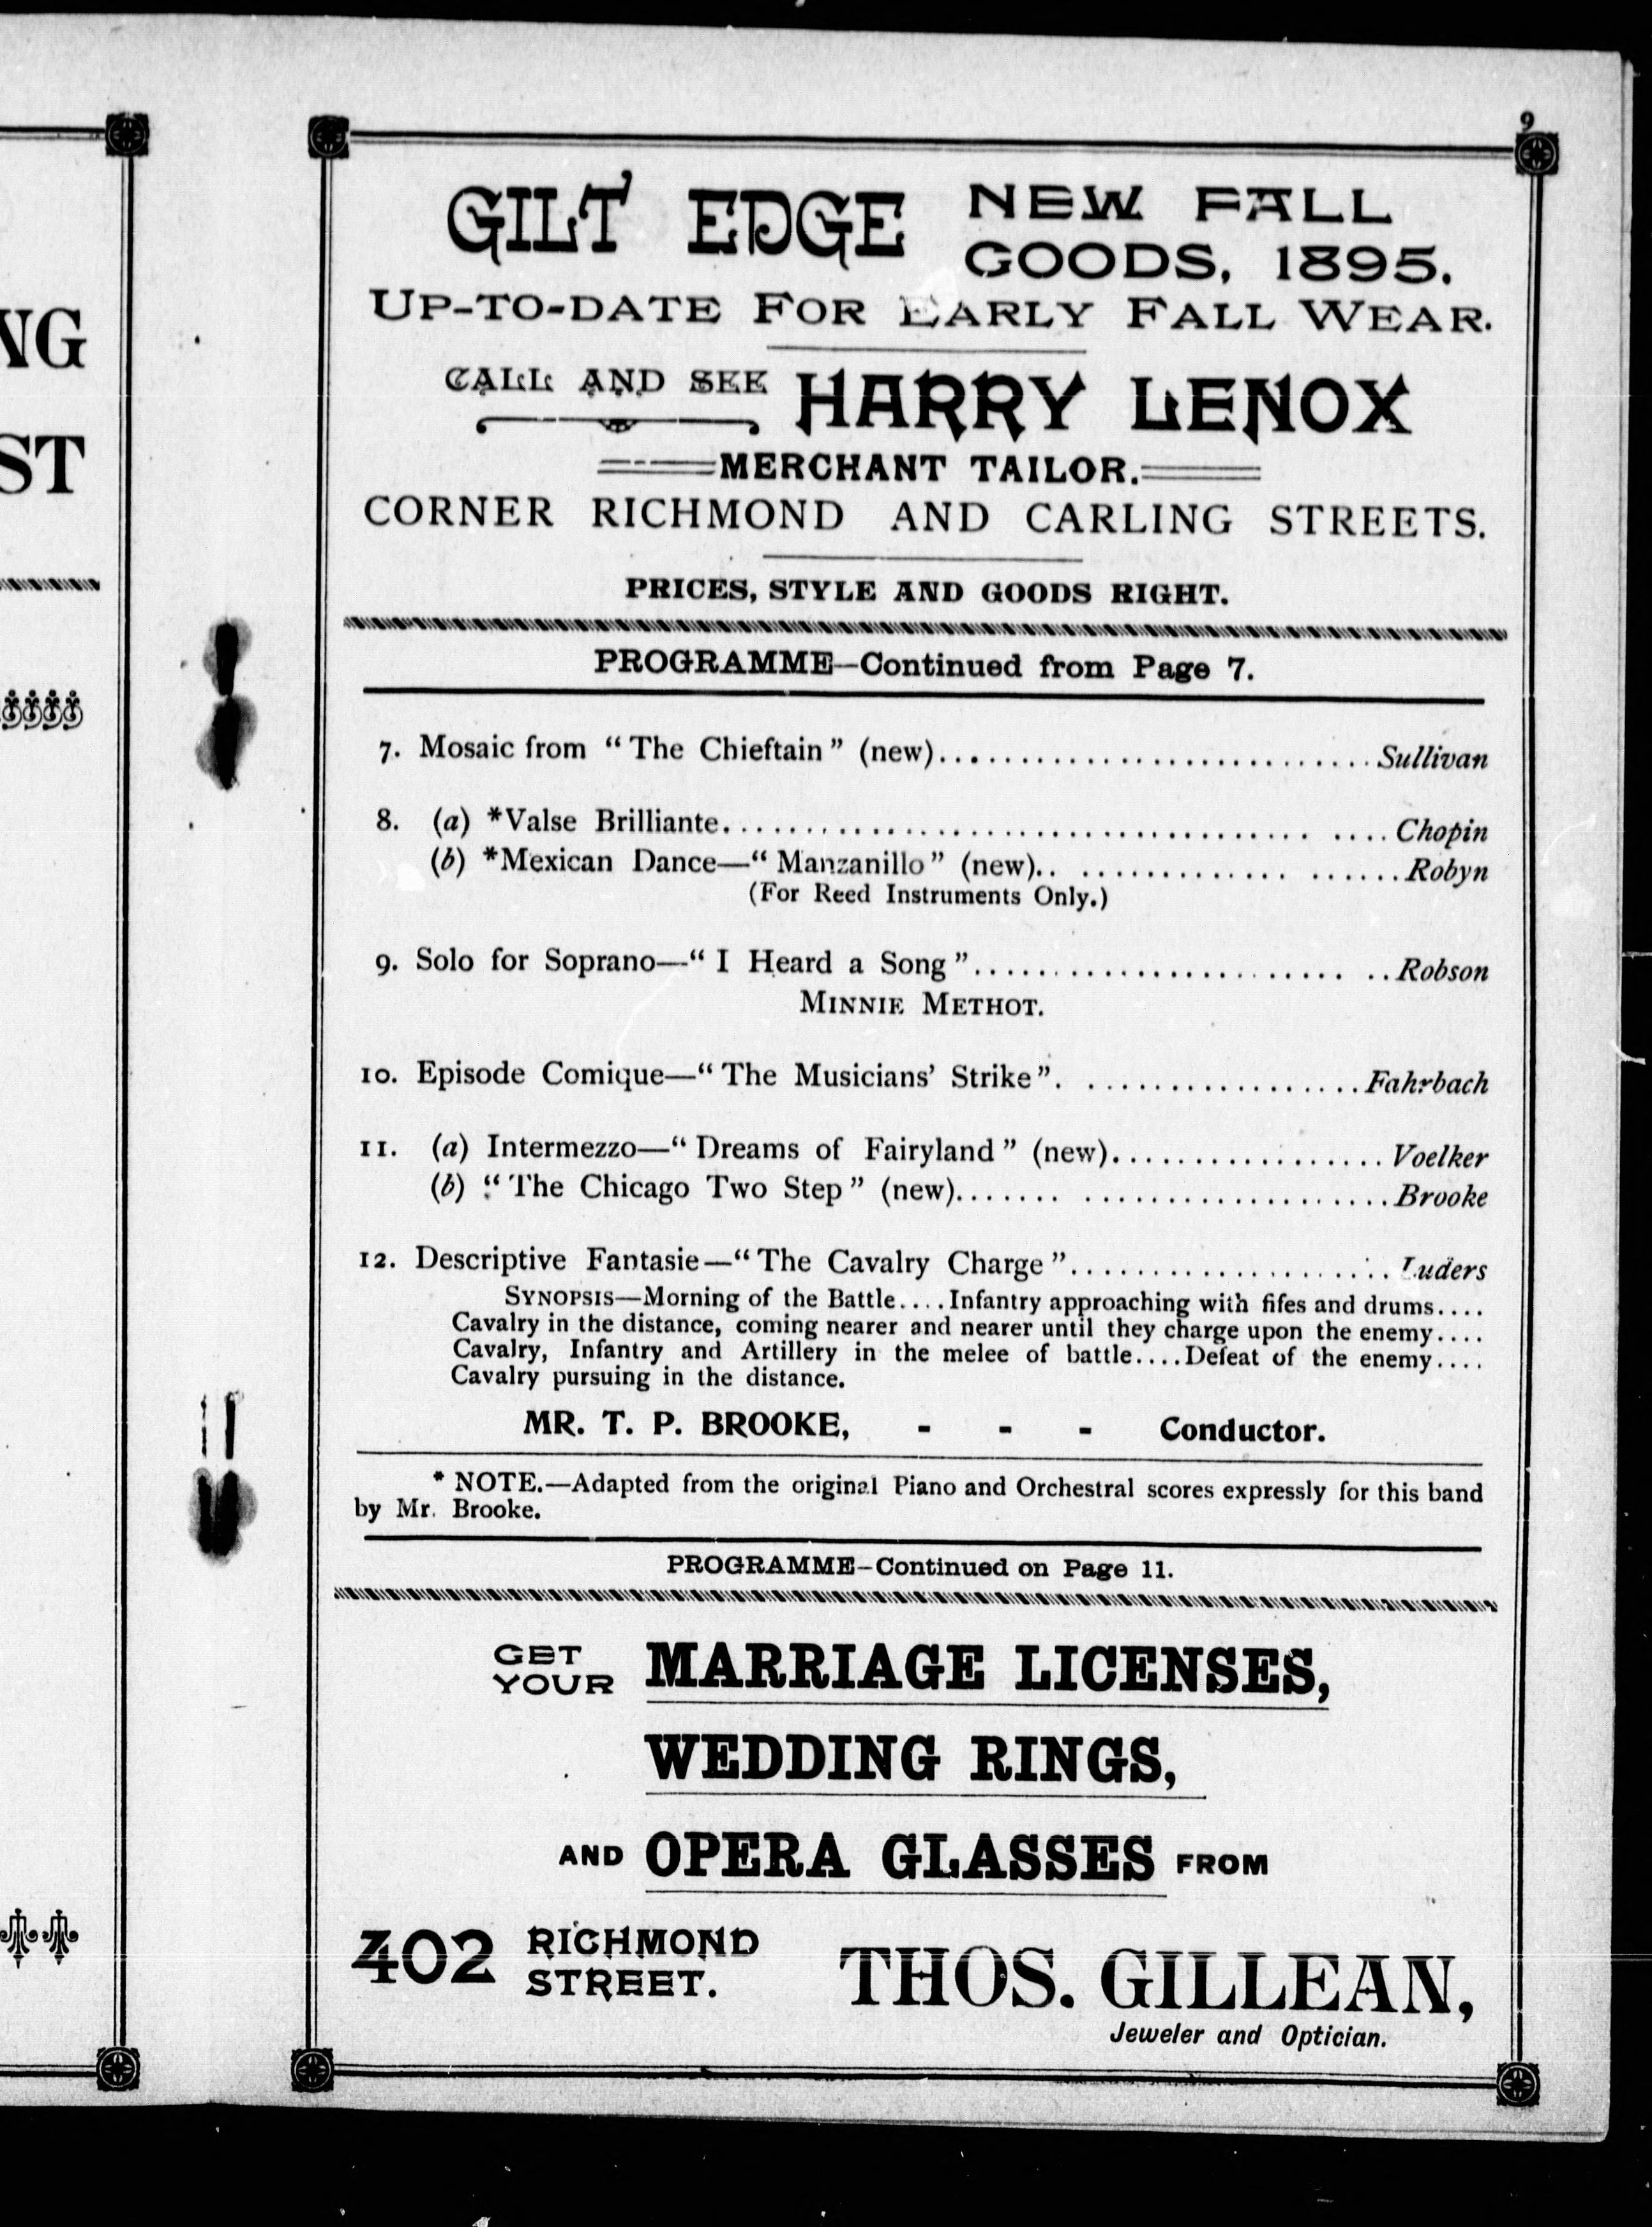 9
GILT EDGE NEW FALL
GOODS, 1895.
UP-TO-DATE FOR EARLY FALL WEAR.
CALL AND SEE HARRY LENOX
MERCHANT TAILOR.
CORNER RICHMOND AND CARLING STREETS.
PRICES, STYLE AND GOODS RIGHT.
PROGRAMME—Continued from Page 7.
7. Mosaic from "The Chieftain" (new)............................Sullivan
8. (a) *Valse Brilliante................................... ....Chopin
(b) *Mexican Dance—"Manzanillo" (new).. ............. ......Robyn
(For Reed Instruments Only.)
9. Solo for Soprano—"I Heard a Song"....................... ..Robson
MINNIE METHOT.
10. Episode Comique—"The Musicians' Strike". .................Fahrbach
11. (a) Intermezzo—"Dreams of Fairyland" (new).................Voelker
(b) "The Chicago Two Step" (new)....... ...................Brooke
12. Descriptive Fantasie—"The Cavalry Charge".....................Luders
SYNOPSIS—Morning of the Battle....Infantry approaching with fifes and drums....
Cavalry in the distance, coming nearer and nearer until they charge upon the enemy....
Cavalry, Infantry and Artillery in the melee of battle....Defeat of the enemy....
Cavalry pursuing in the distance.
MR. T. P. BROOKE, - - - Conductor.
* NOTE.—Adapted from the original Piano and Orchestral scores expressly for this band
by Mr. Brooke.
PROGRAMME—Continued on Page 11.
GET
YOUR MARRIAGE LICENSES,
WEDDING RINGS,
AND OPERA GLASSES FROM
402 RICHMOND
STREET. THOS. GILLEAN,
Jeweler and Optician.
NG
ST